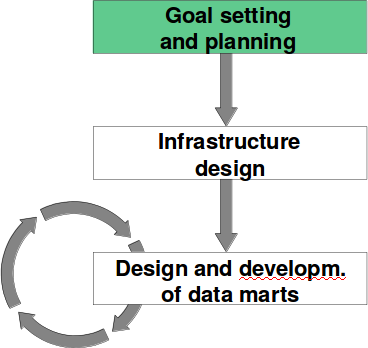 Goal setting
and planning
Infrastructure
design
Design and developm.
of data marts